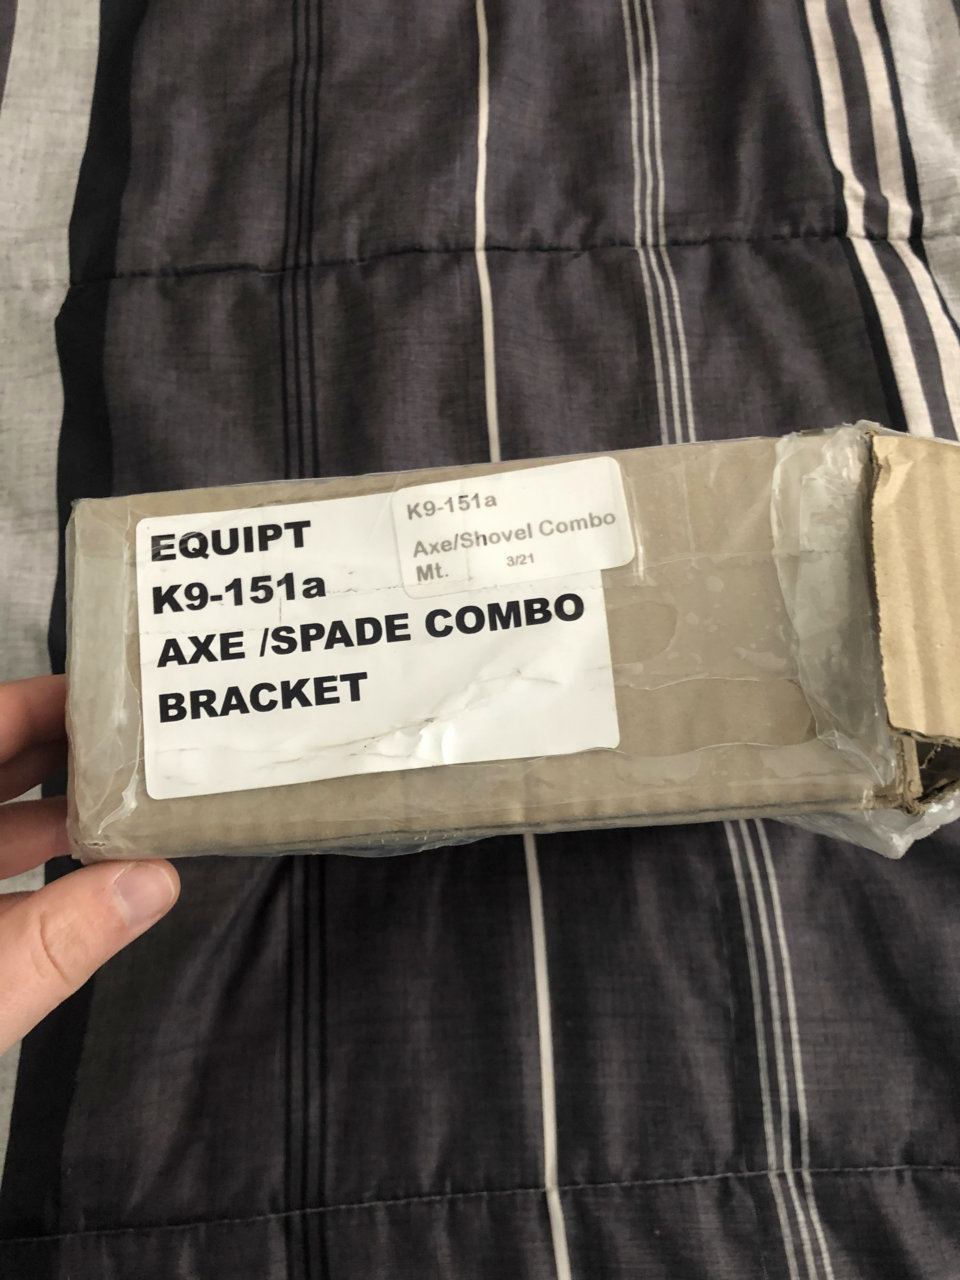 EQUIPT
K9-151a
AXE /SPADE COMBO
BRACKET
K9-151a
Axe/Shovel Combo
Mt. 3/21